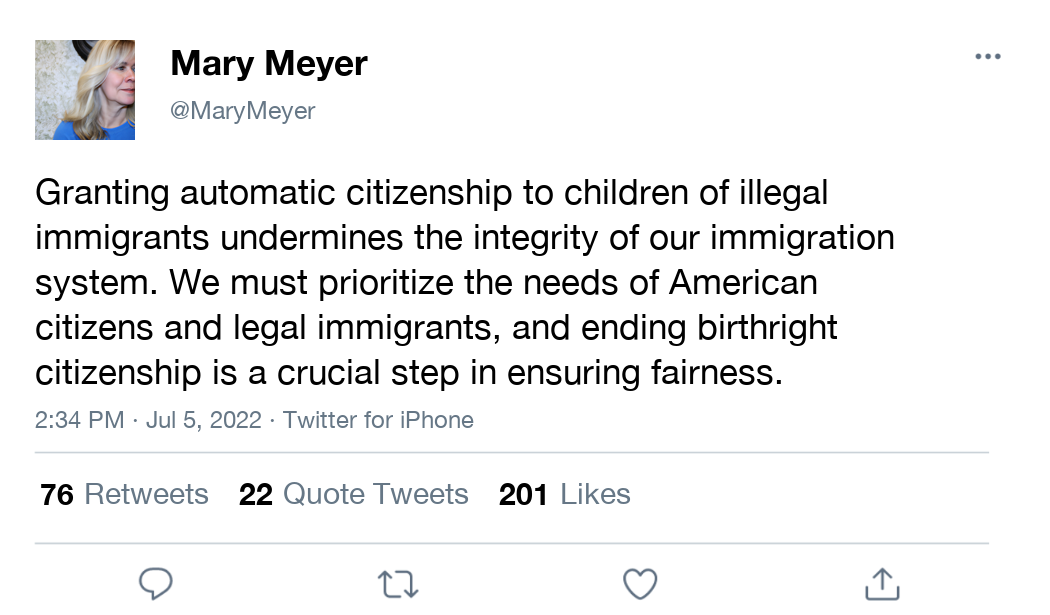 Mary Meyer
@MaryMeyer
Granting automatic citizenship to children of illegal
immigrants undermines the integrity of our immigration
system. We must prioritize the needs of American
citizens and legal immigrants, and ending birthright
citizenship is a crucial step in ensuring fairness.
2:34 PM · Jul 5, 2022 · Twitter for iPhone
76 Retweets 22 Quote Tweets 201 Likes